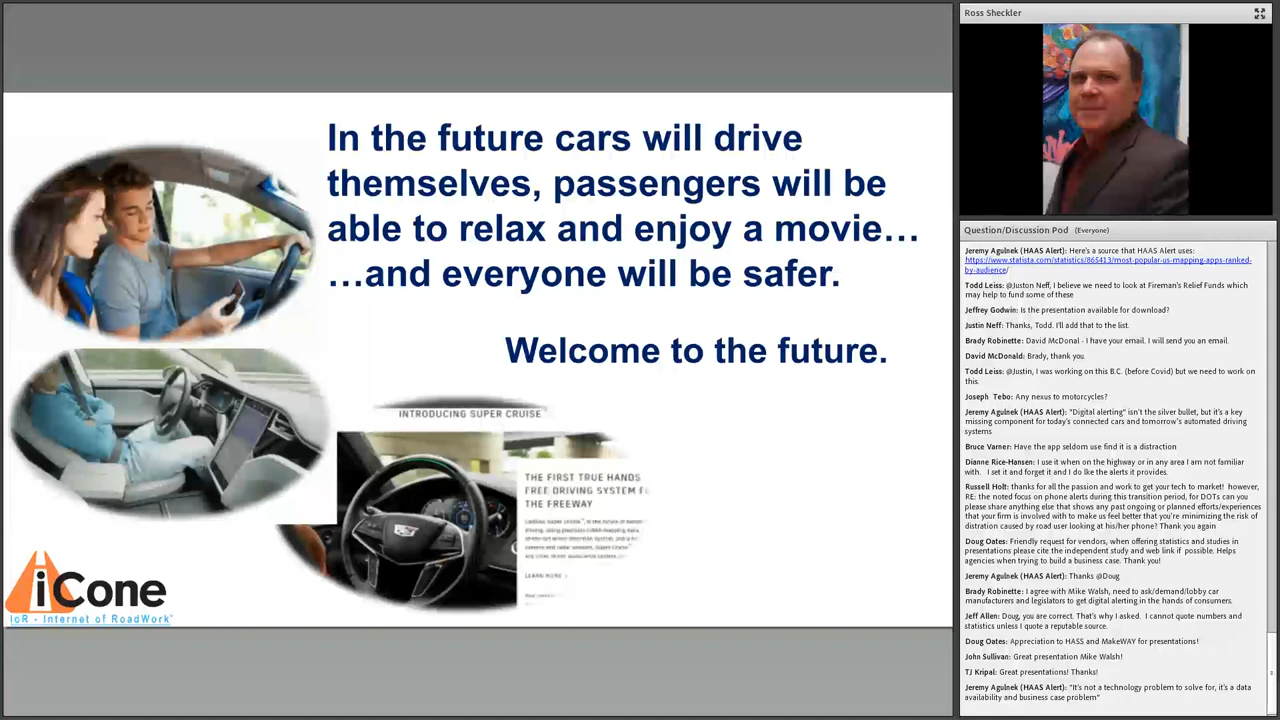 In the future cars will drive
themselves, passengers will be
able to relax and enjoy a movie…
…and everyone will be safer.
Welcome to the future.
INTRODUCING SUPER CRUISE™
THE FIRST TRUE HANDS
FREE DRIVING SYSTEM F
THE FREEWAY
LEARN MORE
iCone
IoR - Internet of RoadWork™
Ross Sheckler
Question/Discussion Pod (Everyone)
Jeremy Agulnek (HAAS Alert): Here's a source that HAAS Alert uses:
https://www.statista.com/statistics/865413/most-popular-us-mapping-apps-ranked-
by-audience/
Todd Leiss: @Juston Neff, I believe we need to look at Fireman's Relief Funds which
may help to fund some of these
Jeffrey Godwin: Is the presentation available for download?
Justin Neff: Thanks, Todd. I'll add that to the list.
Brady Robinette: David McDonal - I have your email. I will send you an email.
David McDonald: Brady, thank you.
Todd Leiss: @Justin, I was working on this B.C. (before Covid) but we need to work on
this.
Joseph Tebo: Any nexus to motorcycles?
Jeremy Agulnek (HAAS Alert): "Digital alerting" isn't the silver bullet, but it's a key
missing component for today's connected cars and tomorrow's automated driving
systems
Bruce Varner: Have the app seldom use find it is a distraction
Dianne Rice-Hansen: I use it when on the highway or in any area I am not familiar
with. I set it and forget it and I do lke the alerts it provides.
Russell Holt: thanks for all the passion and work to get your tech to market! however,
RE: the noted focus on phone alerts during this transition period, for DOTs can you
please share anything else that shows any past ongoing or planned efforts/experiences
that your firm is involved with to make us feel better that you're minimizing the risk of
distration caused by road user looking at his/her phone? Thank you again
Doug Oates: Friendly request for vendors, when offering statistics and studies in
presentations please cite the independent study and web link if possible. Helps
agencies when trying to build a business case. Thank you!
Jeremy Agulnek (HAAS Alert): Thanks @Doug
Brady Robinette: I agree with Mike Walsh, need to ask/demand/lobby car
manufacturers and legislators to get digital alerting in the hands of consumers.
Jeff Allen: Doug, you are correct. That's why I asked. I cannot quote numbers and
statistics unless I quote a reputable source.
Doug Oates: Appreciation to HASS and MakeWAY for presentations!
John Sullivan: Great presentation Mike Walsh!
TJ Kripal: Great presentations! Thanks!
Jeremy Agulnek (HAAS Alert): "It's not a technology problem to solve for, it's a data
availability and business case problem"